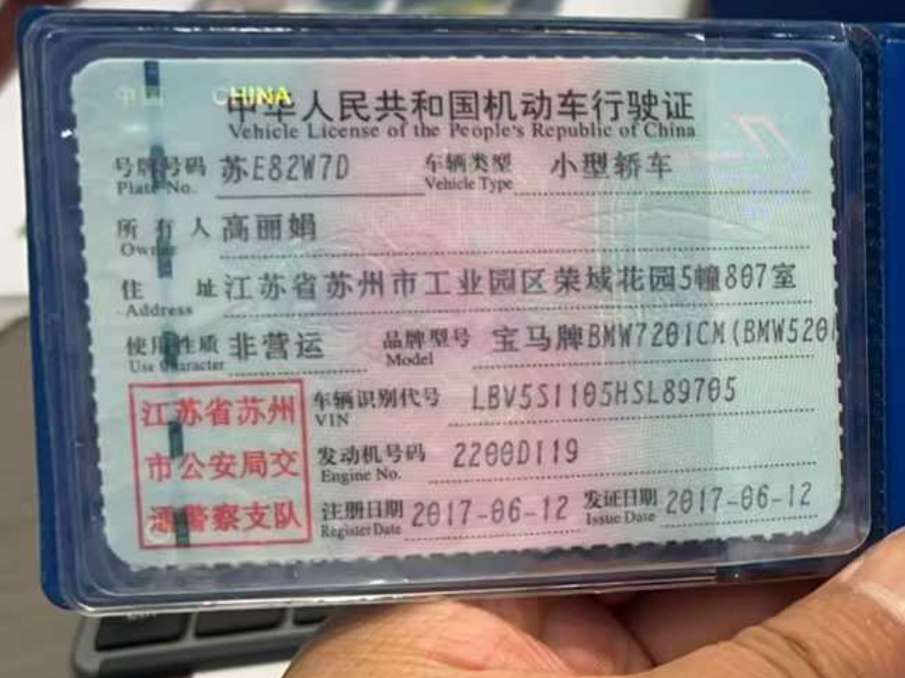 中国 CHINA
中华人民共和国机动车行驶证
Vehicle License of the People's Republic of China
号牌号码 苏E82W7D 车辆类型 小型轿车
Plate No. Vehicle Type
所有人 高丽娟
Owner
住址 江苏省苏州市工业园区荣域花园5幢807室
Address
使用性质 非营运 品牌型号 宝马牌BMW7201CM(BMW520
Use Character Model
江苏省苏州
市公安局交
通警察支队
车辆识别代号 LBV5S1105HSL89705
VIN
发动机号码 2200D119
Engine No.
注册日期 2017-06-12 发证日期 2017-06-12
Register Date Issue Date